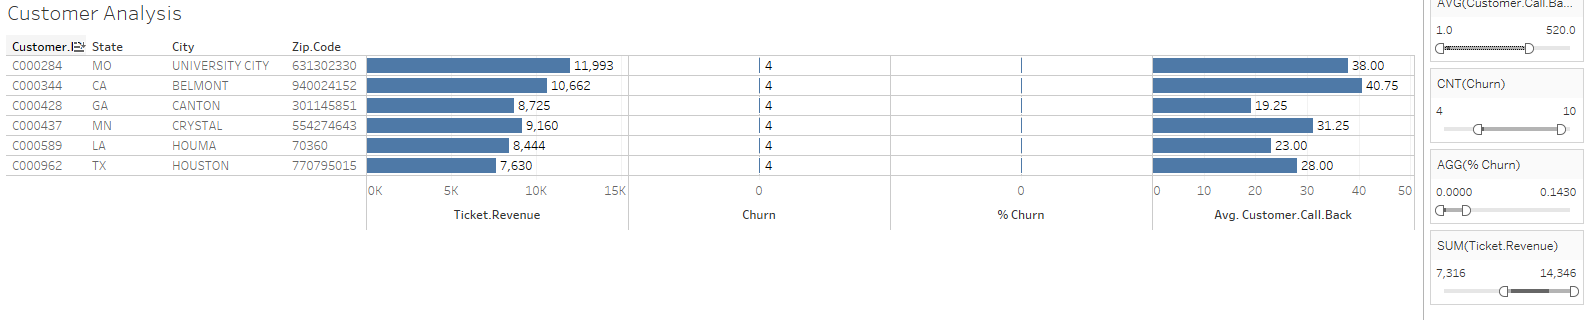 Customer Analysis
Customer.I State City Zip.Code
C000284 MO UNIVERSITY CITY 631302330 11,993 4 38.00
C000344 CA BELMONT 940024152 10,662 4 40.75
C000428 GA CANTON 301145851 8,725 4 19.25
C000437 MN CRYSTAL 554274643 9,160 4 31.25
C000589 LA HOUMA 70360 8,444 4 23.00
C000962 TX HOUSTON 770795015 7,630 4 28.00
0K 5K 10K 15K 0 0 0 10 20 30 40 50
Ticket.Revenue Churn % Churn Avg. Customer.Call.Back
AVG(Customer.Call.Ba...
1.0 520.0
CNT(Churn)
4 10
AGG(% Churn)
0.0000 0.1430
SUM(Ticket.Revenue)
7,316 14,346